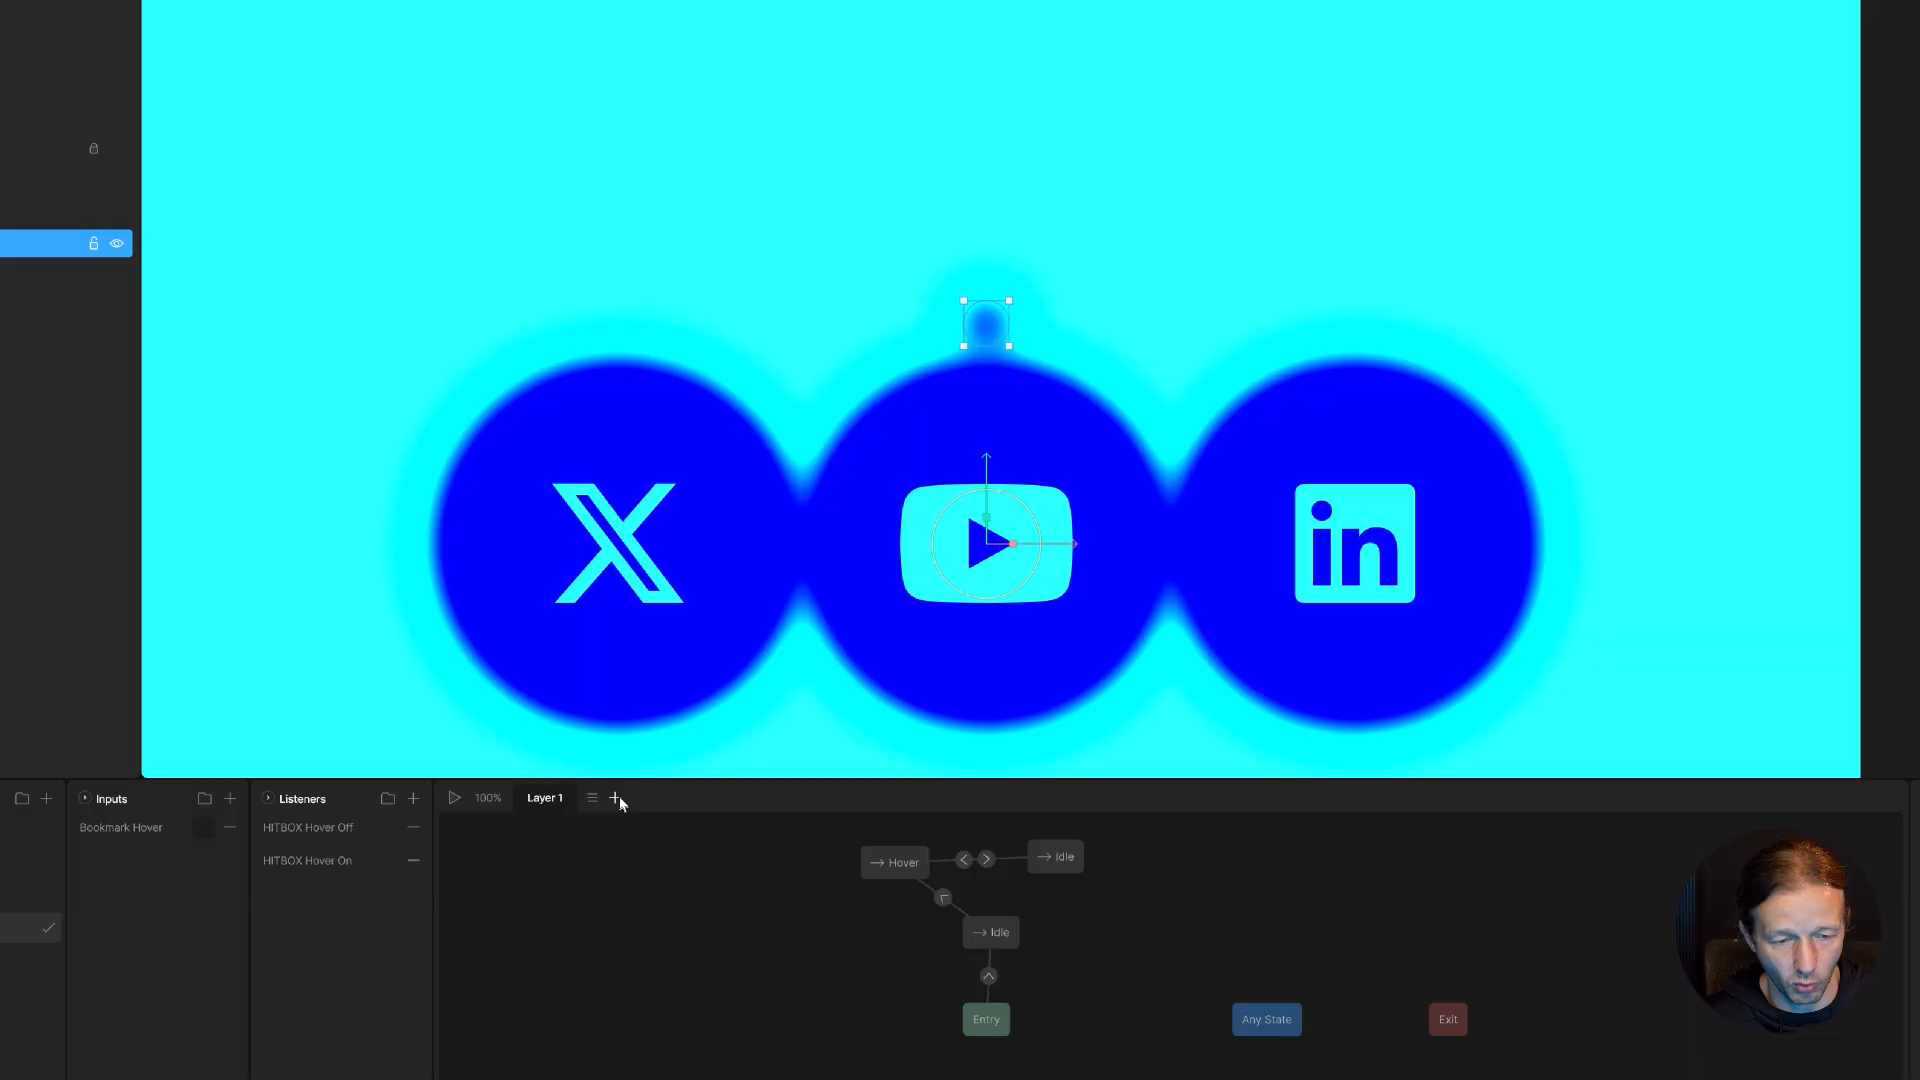 in
Inputs
Listeners
100%
Layer 1
Bookmark Hover
HITBOX Hover Off
HITBOX Hover On
Hover
Idle
Idle
Entry
Any State
Exit